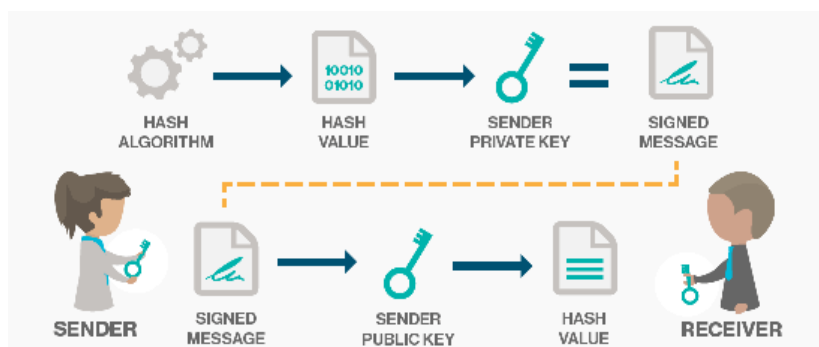 10010
01010
HASH
ALGORITHM
HASH
VALUE
SENDER
PRIVATE KEY
SIGNED
MESSAGE
SENDER
SIGNED
MESSAGE
SENDER
PUBLIC KEY
HASH
VALUE
RECEIVER